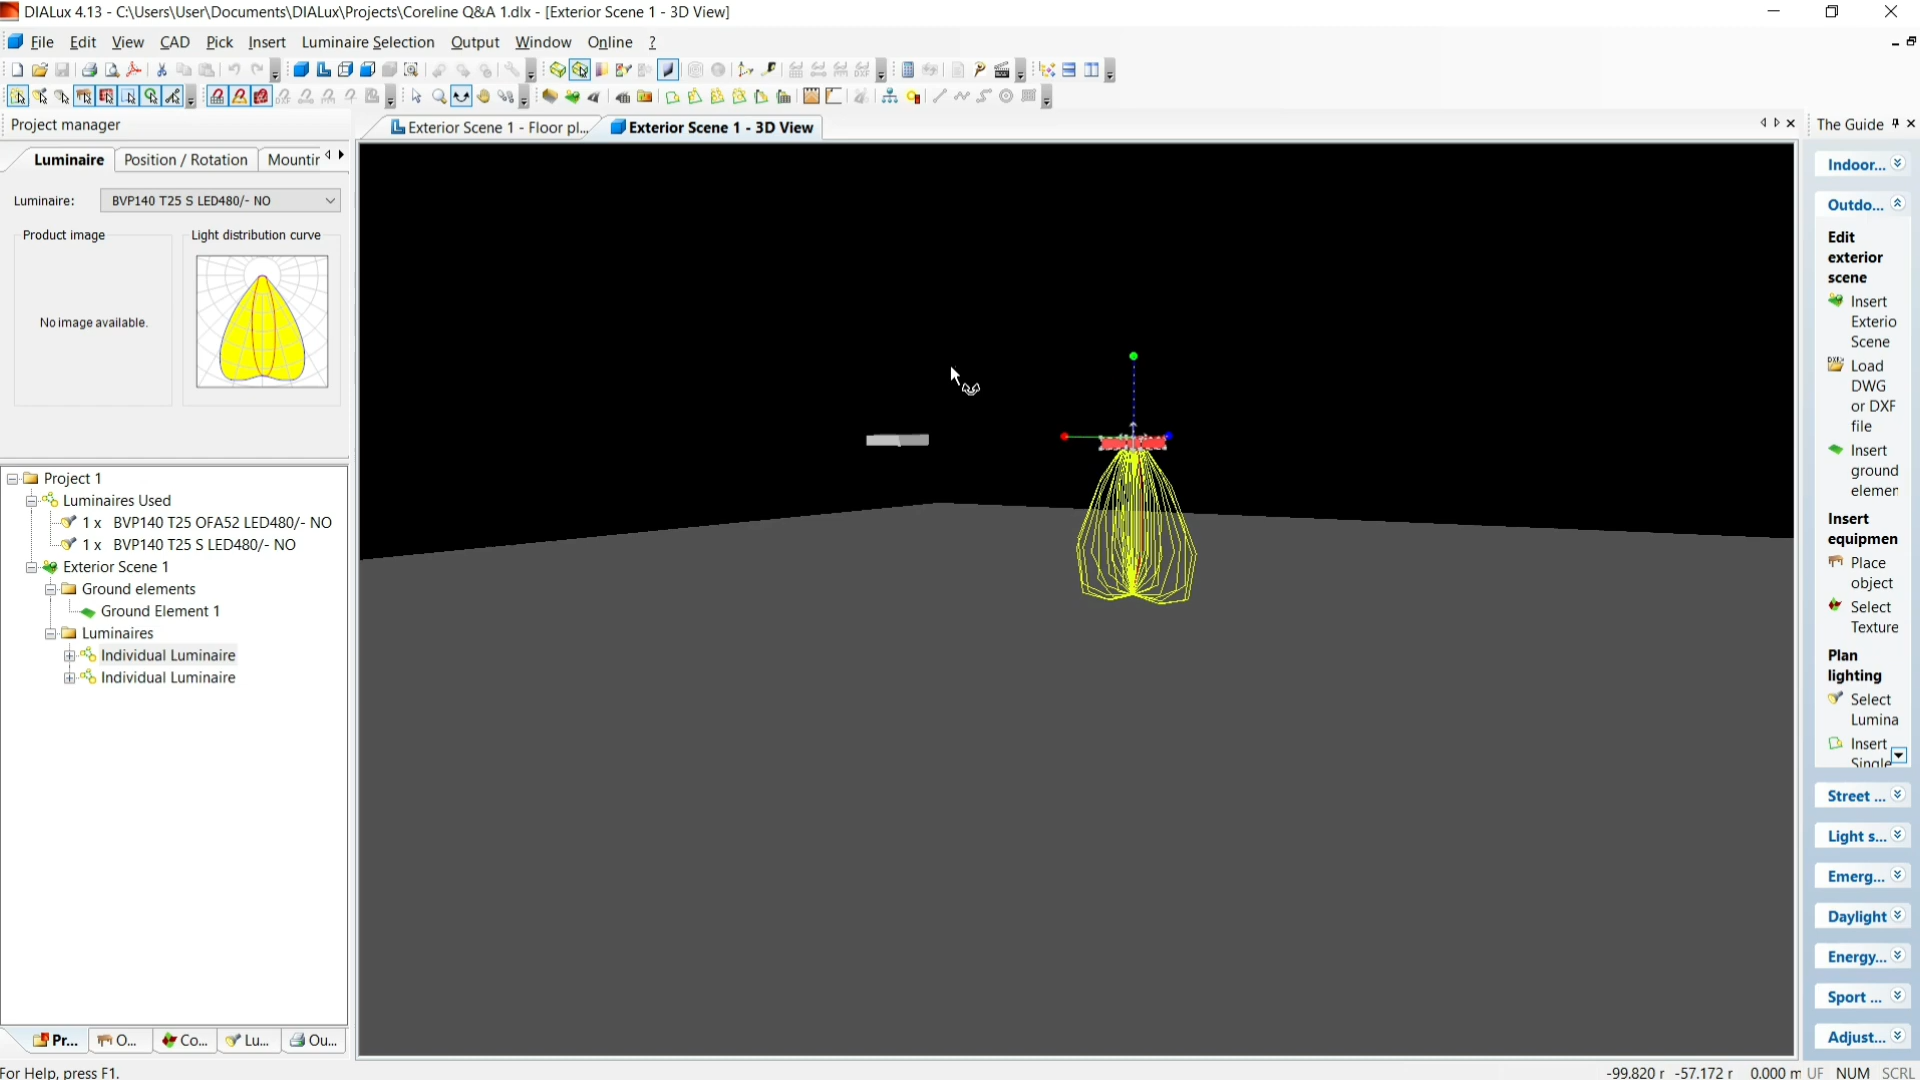 DIALux 4.13 - C:\Users\User\Documents\DIALux\Projects\Coreline Q&A 1.dlx - [Exterior Scene 1 - 3D View]
File Edit View CAD Pick Insert Luminaire Selection Output Window Online ?
Project manager
Luminaire Position / Rotation Mountir
Luminaire: BVP140 T25 S LED480/- NO
Product image Light distribution curve
No image available.
Project 1
Luminaires Used
1 x BVP140 T25 OFA52 LED480/- NO
1 x BVP140 T25 S LED480/- NO
Exterior Scene 1
Ground elements
Ground Element 1
Luminaires
Individual Luminaire
Individual Luminaire
Pr... O... Co... Lu... Ou...
Exterior Scene 1 - Floor pl... Exterior Scene 1 - 3D View
The Guide
Indoor...
Outdo...
Edit
exterior
scene
Insert
Exterio
Scene
Load
DWG
or DXF
file
Insert
ground
elemen
Insert
equipmen
Place
object
Select
Texture
Plan
lighting
Select
Lumina
Insert
Single
Street ...
Light s...
Emerg...
Daylight
Energy...
Sport ...
Adjust...
For Help, press F1.
-99.820 r -57.172 r 0.000 m UF NUM SCRL